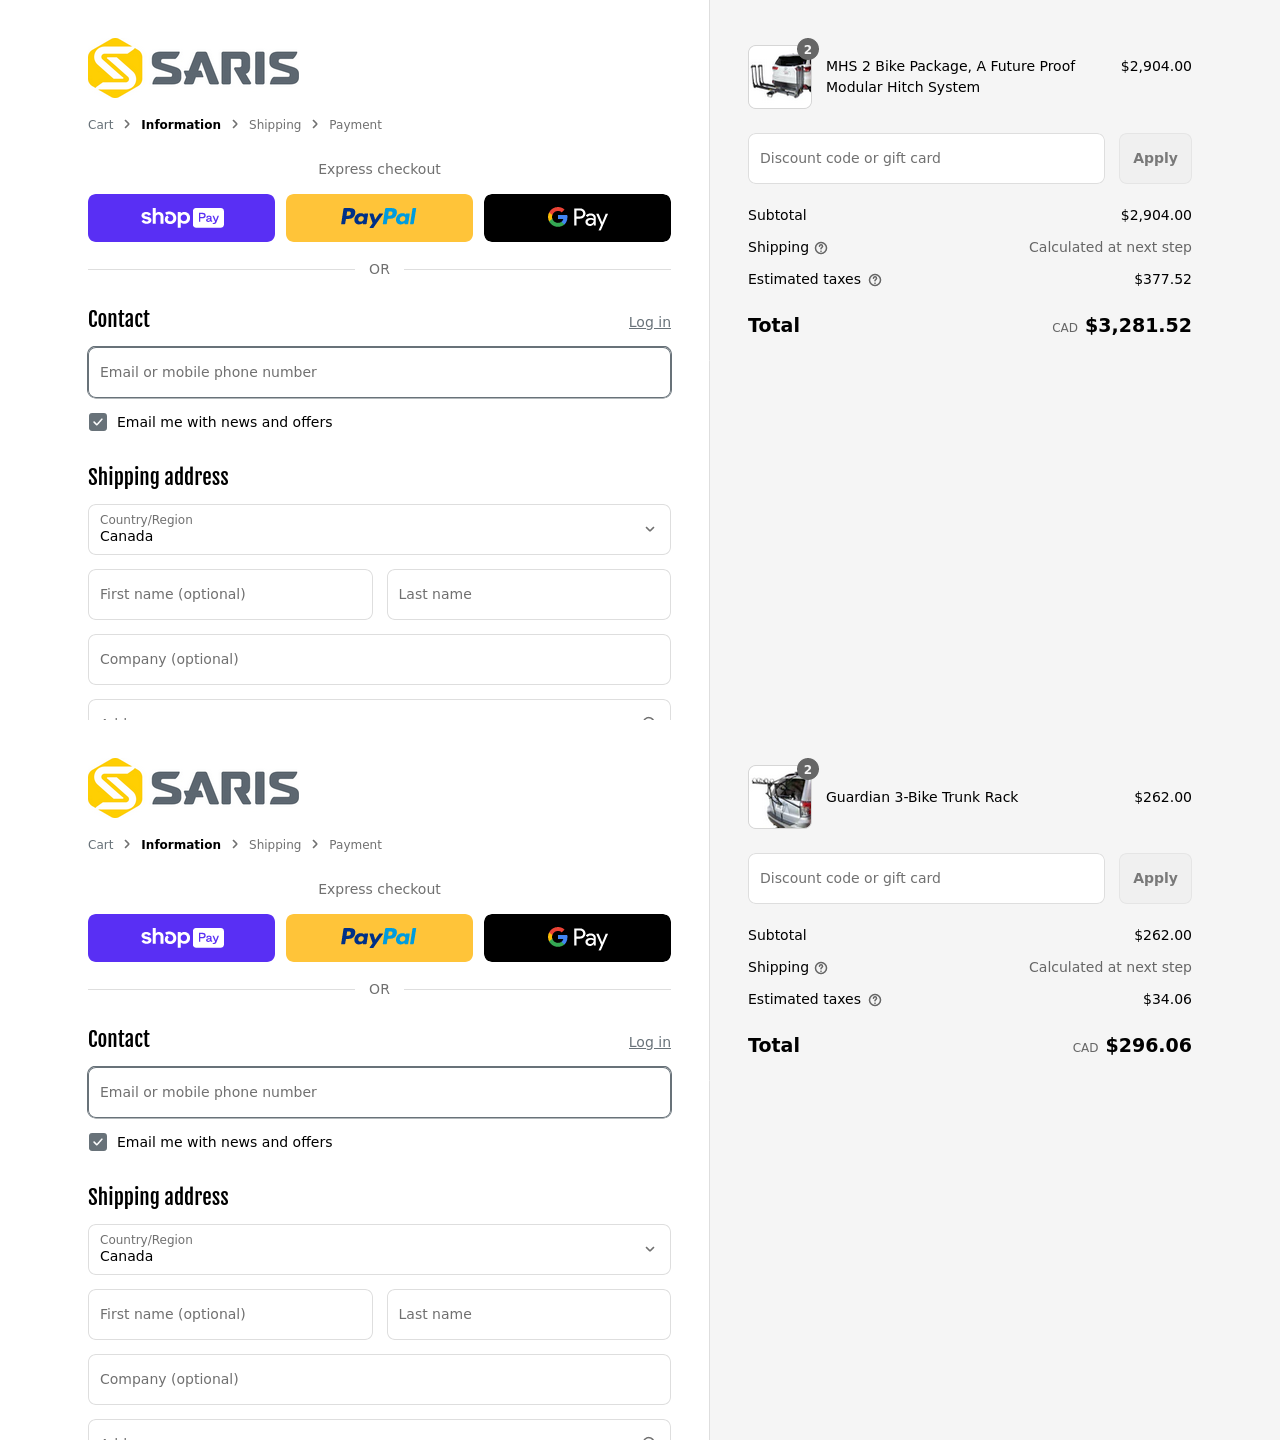 SARIS
Cart > Information > Shipping > Payment
Express checkout
shop Pay PayPal G Pay
OR
Contact Log in
Email or mobile phone number
Email me with news and offers
Shipping address
Country/Region
Canada
First name (optional) Last name
Company (optional)
2
MHS 2 Bike Package, A Future Proof $2,904.00
Modular Hitch System
Discount code or gift card Apply
Subtotal $2,904.00
Shipping Calculated at next step
Estimated taxes $377.52
Total CAD $3,281.52
SARIS
Cart > Information > Shipping > Payment
Express checkout
shop Pay PayPal G Pay
OR
Contact Log in
Email or mobile phone number
Email me with news and offers
Shipping address
Country/Region
Canada
First name (optional) Last name
Company (optional)
2
Guardian 3-Bike Trunk Rack $262.00
Discount code or gift card Apply
Subtotal $262.00
Shipping Calculated at next step
Estimated taxes $34.06
Total CAD $296.06